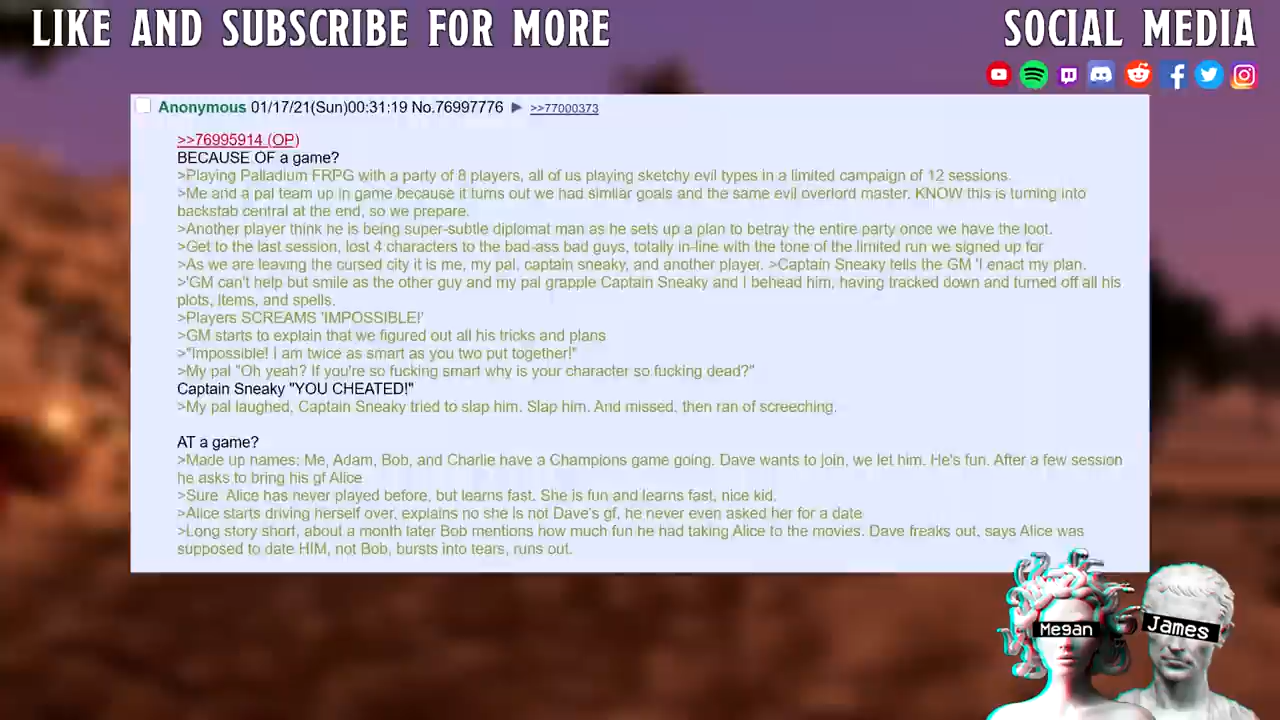 LIKE AND SUBSCRIBE FOR MORE
SOCIAL MEDIA
Anonymous 01/17/21(Sun)00:31:19 No.76997776 ▶ >>77000373
>>76995914 (OP)
BECAUSE OF a game?
>Playing Palladium FRPG with a party of 8 players, all of us playing sketchy evil types in a limited campaign of 12 sessions.
>Me and a pal team up in game because it turns out we had similar goals and the same evil overlord master. KNOW this is turning into
backstab central at the end, so we prepare.
>Another player think he is being super-subtle diplomat man as he sets up a plan to betray the entire party once we have the loot.
>Get to the last session, lost 4 characters to the bad-ass bad guys, totally in-line with the tone of the limited run we signed up for
>As we are leaving the cursed city it is me, my pal, captain sneaky, and another player. >Captain Sneaky tells the GM 'I enact my plan.
>'GM can't help but smile as the other guy and my pal grapple Captain Sneaky and I behead him, having tracked down and turned off all his
plots, items, and spells.
>Players SCREAMS 'IMPOSSIBLE!'
>GM starts to explain that we figured out all his tricks and plans
>"Impossible! I am twice as smart as you two put together!"
>My pal "Oh yeah? If you're so fucking smart why is your character so fucking dead?"
Captain Sneaky "YOU CHEATED!"
>My pal laughed, Captain Sneaky tried to slap him. Slap him. And missed, then ran of screeching.
AT a game?
>Made up names: Me, Adam, Bob, and Charlie have a Champions game going. Dave wants to join, we let him. He's fun. After a few session
he asks to bring his gf Alice
>Sure Alice has never played before, but learns fast. She is fun and learns fast, nice kid.
>Alice starts driving herself over, explains no she is not Dave's gf, he never even asked her for a date
>Long story short, about a month later Bob mentions how much fun he had taking Alice to the movies. Dave freaks out, says Alice was
supposed to date HIM, not Bob, bursts into tears, runs out.
Megan
James